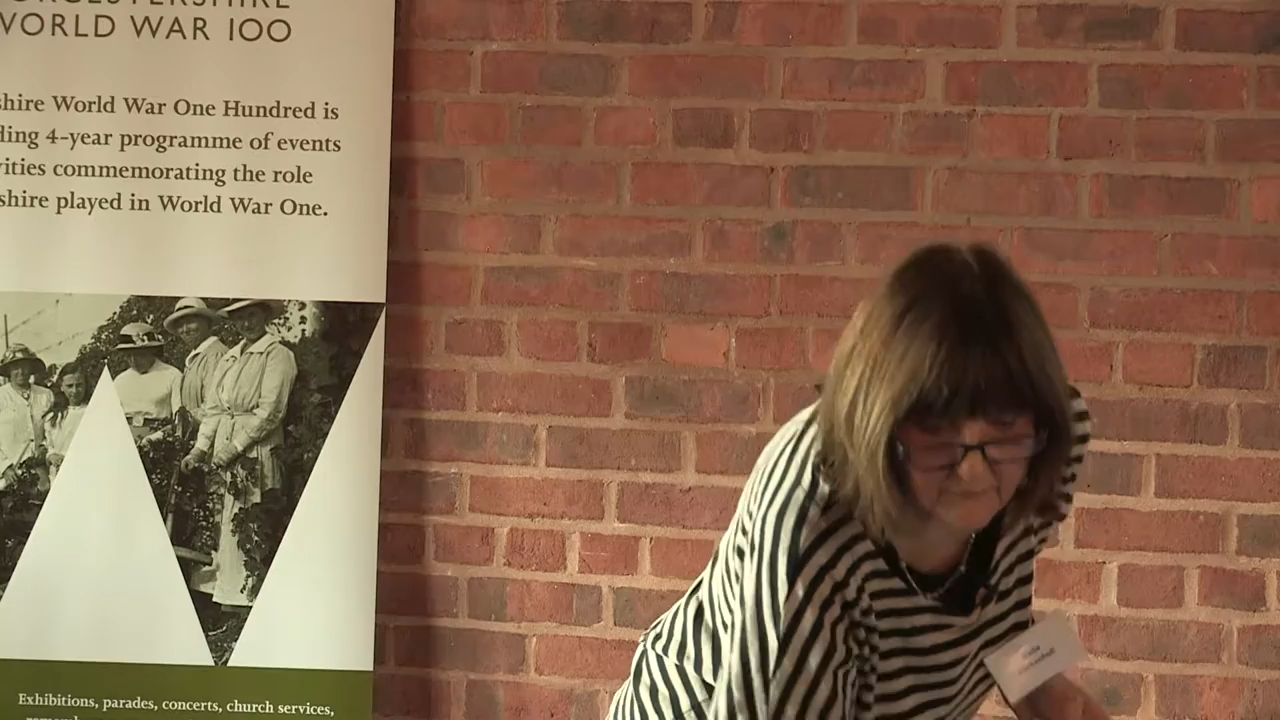 WORLD WAR 100
shire World War One Hundred is
ding 4-year programme of events
vities commemorating the role
shire played in World War One.
Exhibitions, parades, concerts, church services,